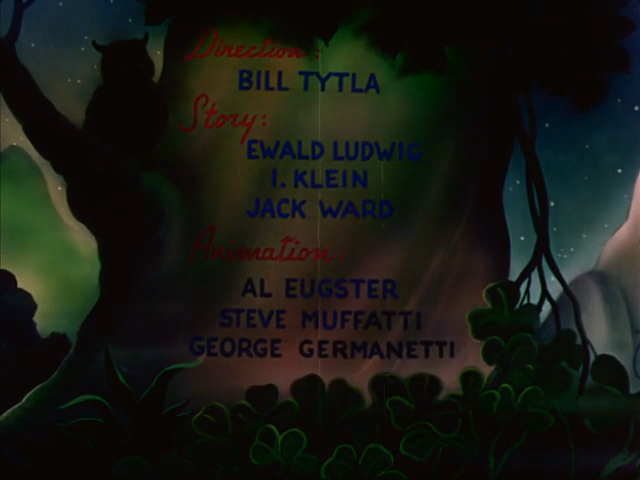 Direction:
BILL TYTLA
Story:
EWALD LUDWIG
I. KLEIN
JACK WARD
Animation:
AL EUGSTER
STEVE MUFFATTI
GEORGE GERMANETTI